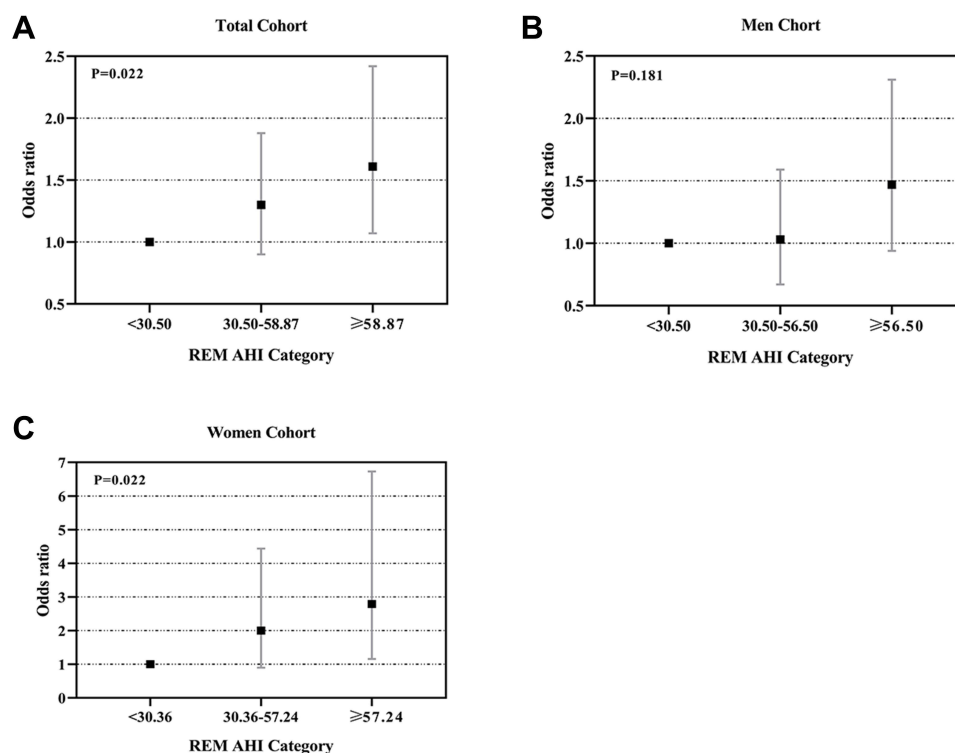 A
Total Cohort
P=0.022
2.5
2.0
1.5
1.0
0.5
Odds ratio
<30.50 30.50-58.87 ≥58.87
REM AHI Category
B
Men Chort
P=0.181
2.5
2.0
1.5
1.0
0.5
Odds ratio
<30.50 30.50-56.50 ≥56.50
REM AHI Category
C
Women Cohort
P=0.022
7
6
5
4
3
2
1
0
Odds ratio
<30.36 30.36-57.24 ≥57.24
REM AHI Category